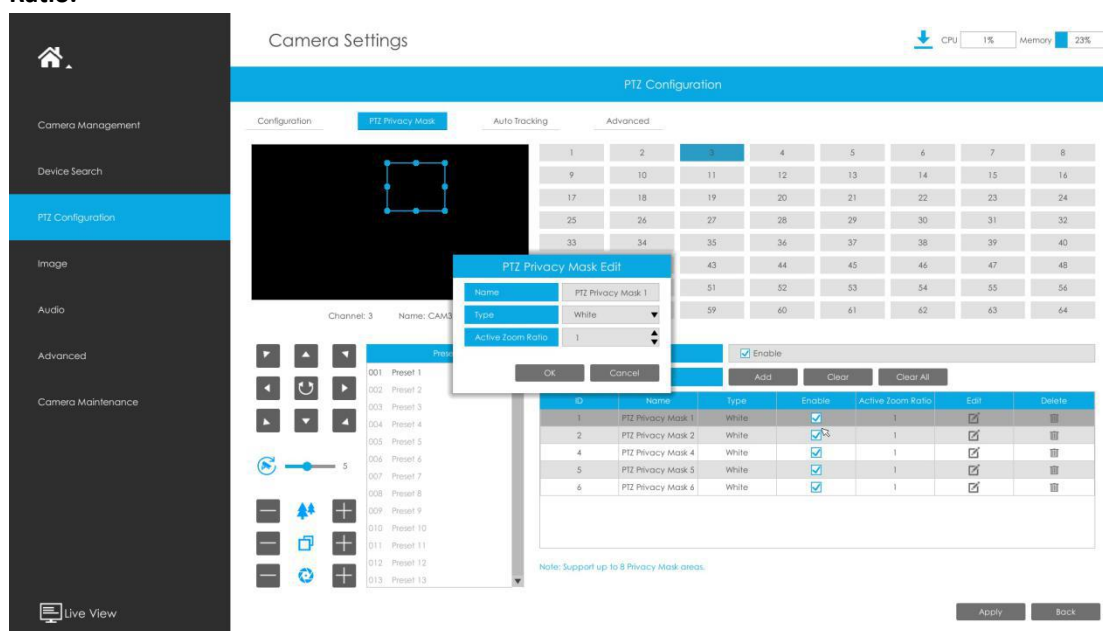 Ratio.
Camera Settings
CPU 1% Memory 23%
PTZ Configuration
Camera Management
Device Search
PTZ Configuration
Image
Audio
Advanced
Camera Maintenance
Live View
Configuration PTZ Privacy Mask Auto Tracking Advanced
1 2 3 4 5 6 7 8
9 10 11 12 13 14 15 16
17 18 19 20 21 22 23 24
25 26 27 28 29 30 31 32
33 34 35 36 37 38 39 40
43 44 45 46 47 48
51 52 53 54 55 56
59 60 61 62 63 64
Channel: 3 Name: CAM3
PTZ Privacy Mask Edit
Name PTZ Privacy Mask 1
Type White
Active Zoom Ratio 1
OK Cancel
5
Prese
001 Preset 1
002 Preset 2
003 Preset 3
004 Preset 4
005 Preset 5
006 Preset 6
007 Preset 7
008 Preset 8
009 Preset 9
010 Preset 10
011 Preset 11
012 Preset 12
013 Preset 13
Enable
Add Clear Clear All
ID Name Type Enable Active Zoom Ratio Edit Delete
1 PTZ Privacy Mask 1 White 1
2 PTZ Privacy Mask 2 White 1
4 PTZ Privacy Mask 4 White 1
5 PTZ Privacy Mask 5 White 1
6 PTZ Privacy Mask 6 White 1
Note: Support up to 8 Privacy Mask areas.
Apply Back